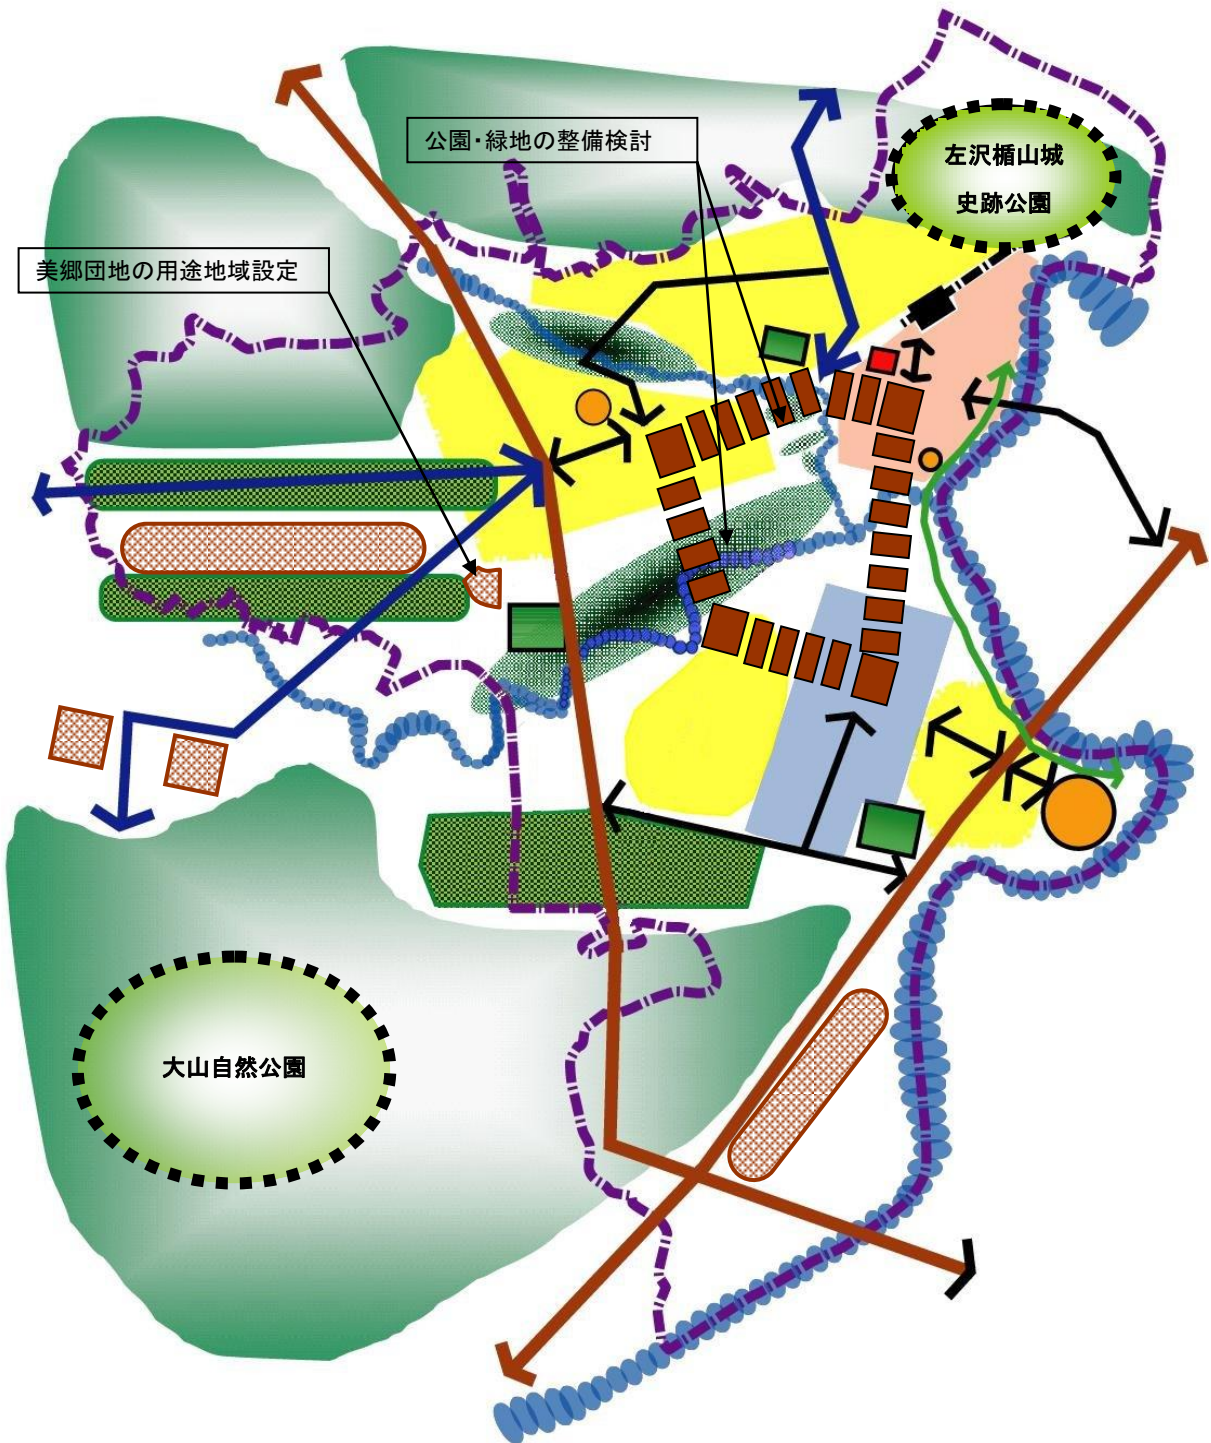 公園・緑地の整備検討
左沢楯山城
史跡公園
美郷団地の用途地域設定
大山自然公園